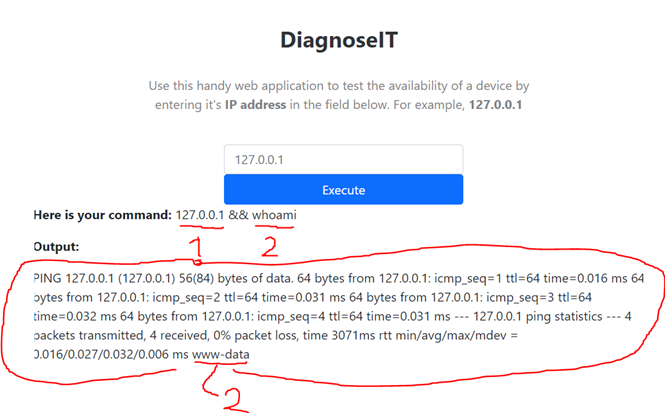 DiagnoseIT
Use this handy web application to test the availability of a device by
entering it's IP address in the field below. For example, 127.0.0.1
127.0.0.1
Execute
Here is your command: 127.0.0.1 && whoami
1 2
Output:
PING 127.0.0.1 (127.0.0.1) 56(84) bytes of data. 64 bytes from 127.0.0.1: icmp_seq=1 ttl=64 time=0.016 ms 64
bytes from 127.0.0.1: icmp_seq=2 ttl=64 time=0.031 ms 64 bytes from 127.0.0.1: icmp_seq=3 ttl=64
time=0.032 ms 64 bytes from 127.0.0.1: icmp_seq=4 ttl=64 time=0.031 ms --- 127.0.0.1 ping statistics --- 4
packets transmitted, 4 received, 0% packet loss, time 3071ms rtt min/avg/max/mdev =
0.016/0.027/0.032/0.006 ms www-data
2